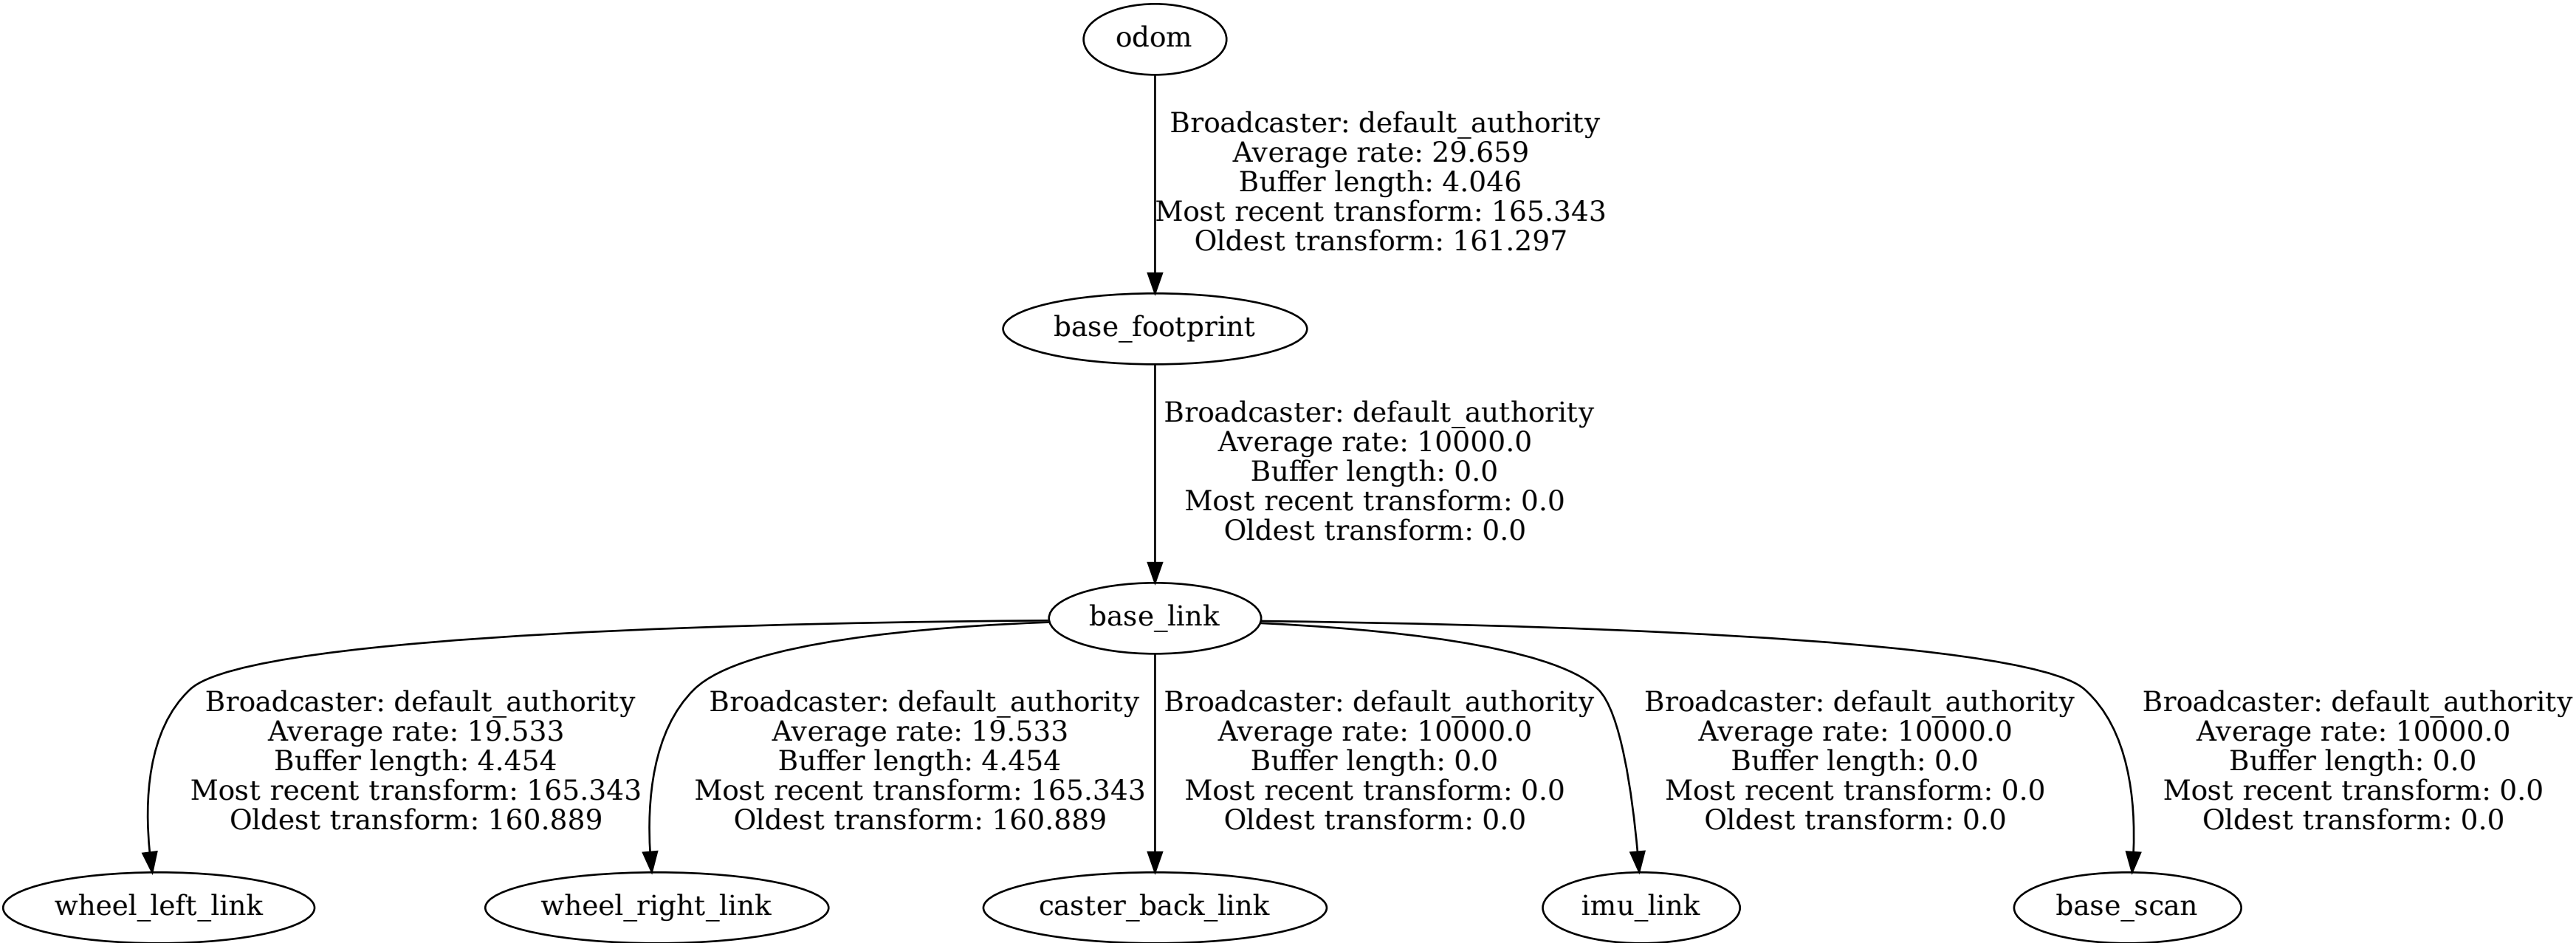 odom
Broadcaster: default_authority
Average rate: 29.659
Buffer length: 4.046
Most recent transform: 165.343
Oldest transform: 161.297
base_footprint
Broadcaster: default_authority
Average rate: 10000.0
Buffer length: 0.0
Most recent transform: 0.0
Oldest transform: 0.0
base_link
Broadcaster: default_authority
Average rate: 19.533
Buffer length: 4.454
Most recent transform: 165.343
Oldest transform: 160.889
Broadcaster: default_authority
Average rate: 19.533
Buffer length: 4.454
Most recent transform: 165.343
Oldest transform: 160.889
Broadcaster: default_authority
Average rate: 10000.0
Buffer length: 0.0
Most recent transform: 0.0
Oldest transform: 0.0
Broadcaster: default_authority
Average rate: 10000.0
Buffer length: 0.0
Most recent transform: 0.0
Oldest transform: 0.0
Broadcaster: default_authority
Average rate: 10000.0
Buffer length: 0.0
Most recent transform: 0.0
Oldest transform: 0.0
wheel_left_link
wheel_right_link
caster_back_link
imu_link
base_scan